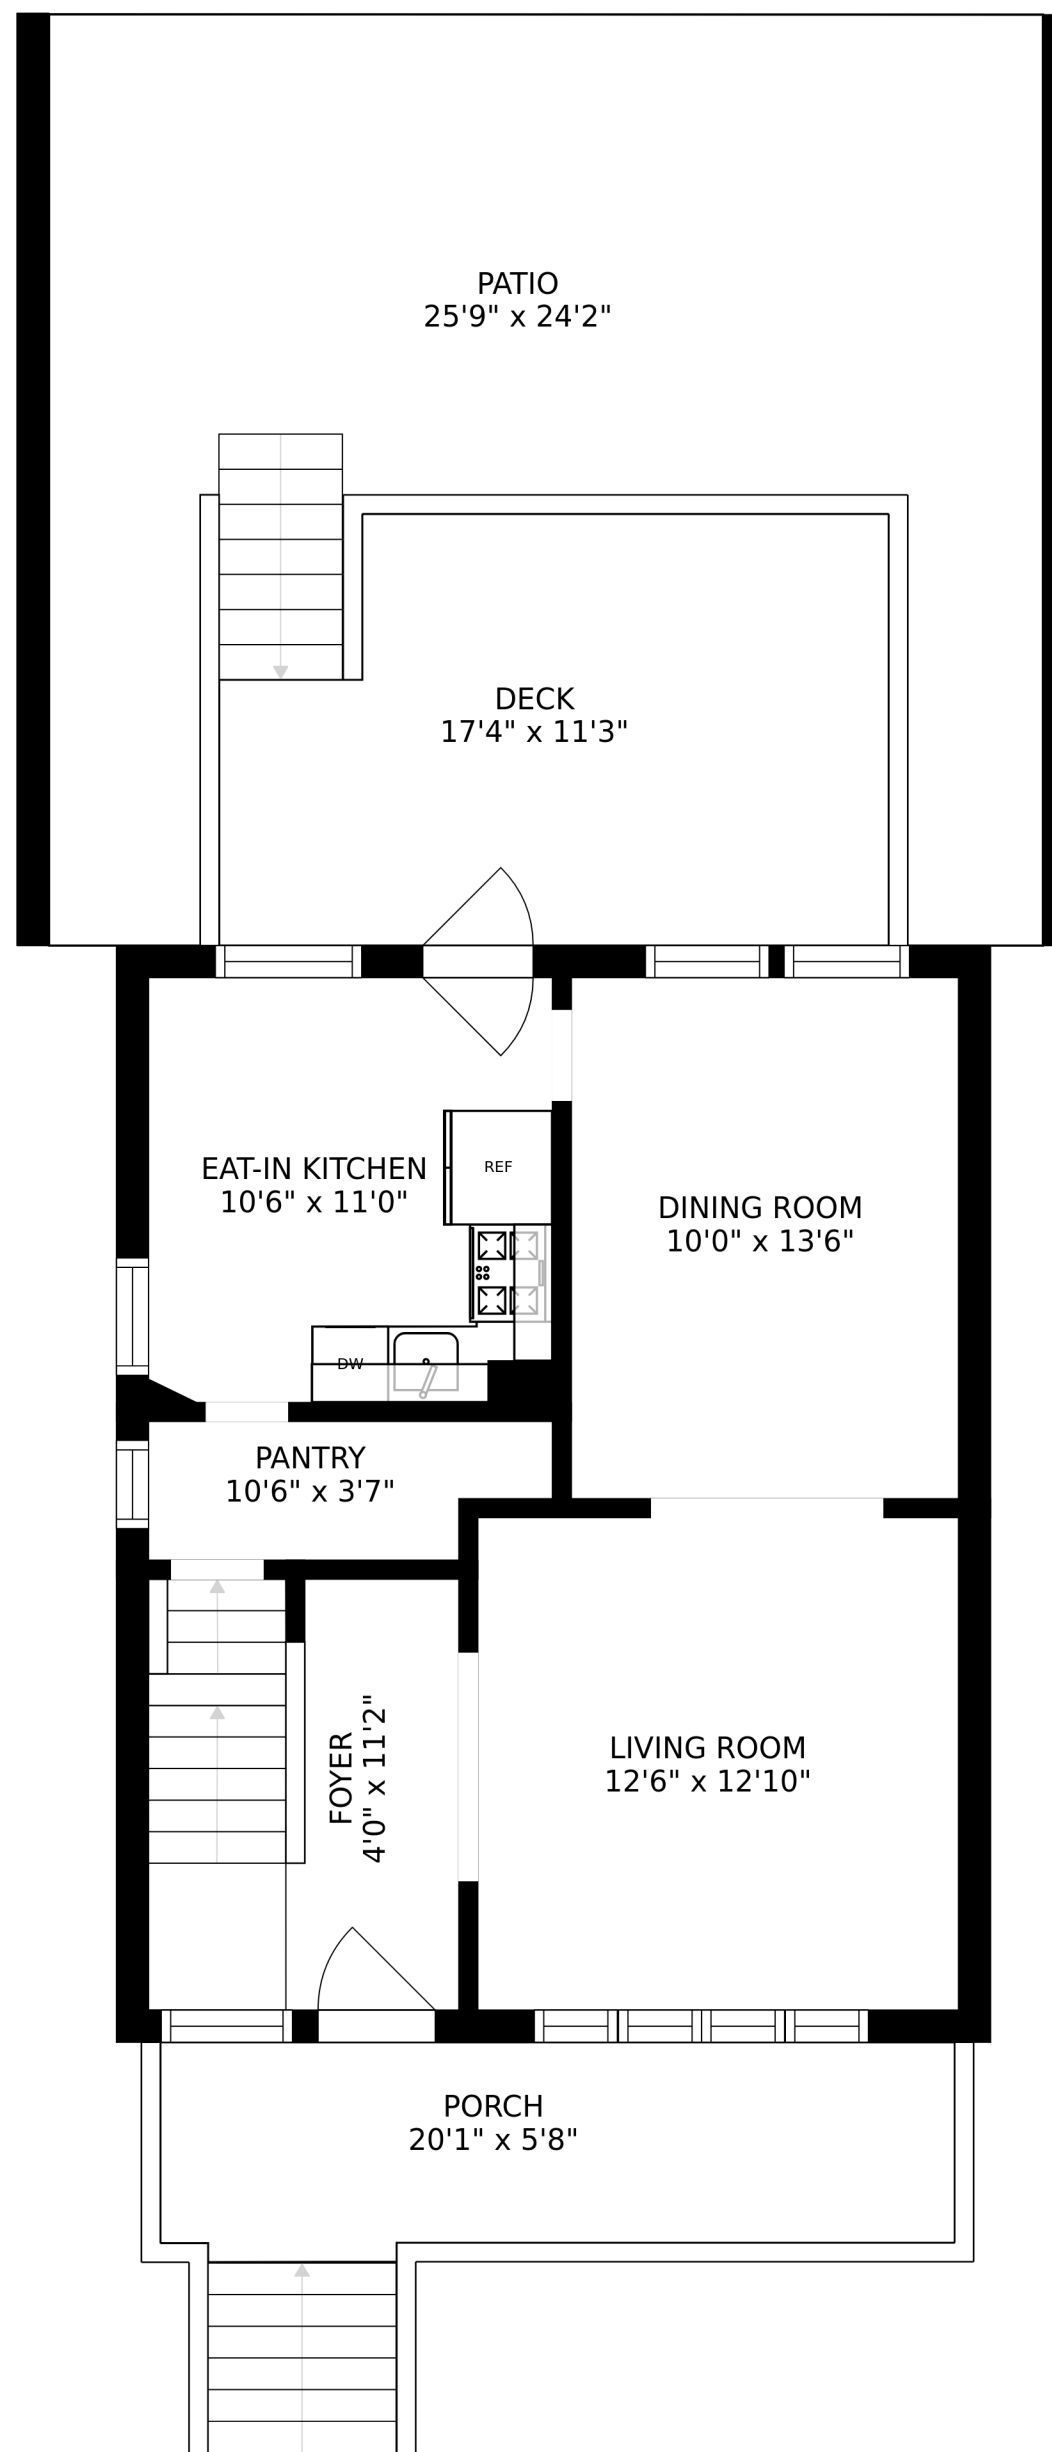 PATIO
25'9" x 24'2"
DECK
17'4" x 11'3"
EAT-IN KITCHEN
10'6" x 11'0"
REF
DINING ROOM
10'0" x 13'6"
DW
PANTRY
10'6" x 3'7"
FOYER
4'0" x 11'2"
LIVING ROOM
12'6" x 12'10"
PORCH
20'1" x 5'8"